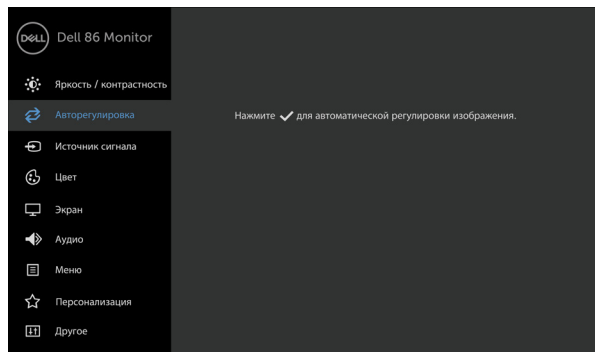 DELL Dell 86 Monitor
Яркость / контрастность
Авторегулировка
Нажмите для автоматической регулировки изображения.
Источник сигнала
Цвет
Экран
Аудио
Меню
Персонализация
Другое